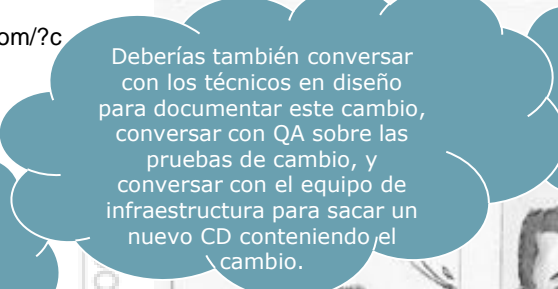 om/?c
Deberías también conversar
con los técnicos en diseño
para documentar este cambio,
conversar con QA sobre las
pruebas de cambio, y
conversar con el equipo de
infraestructura para sacar un
nuevo CD conteniendo el
cambio.